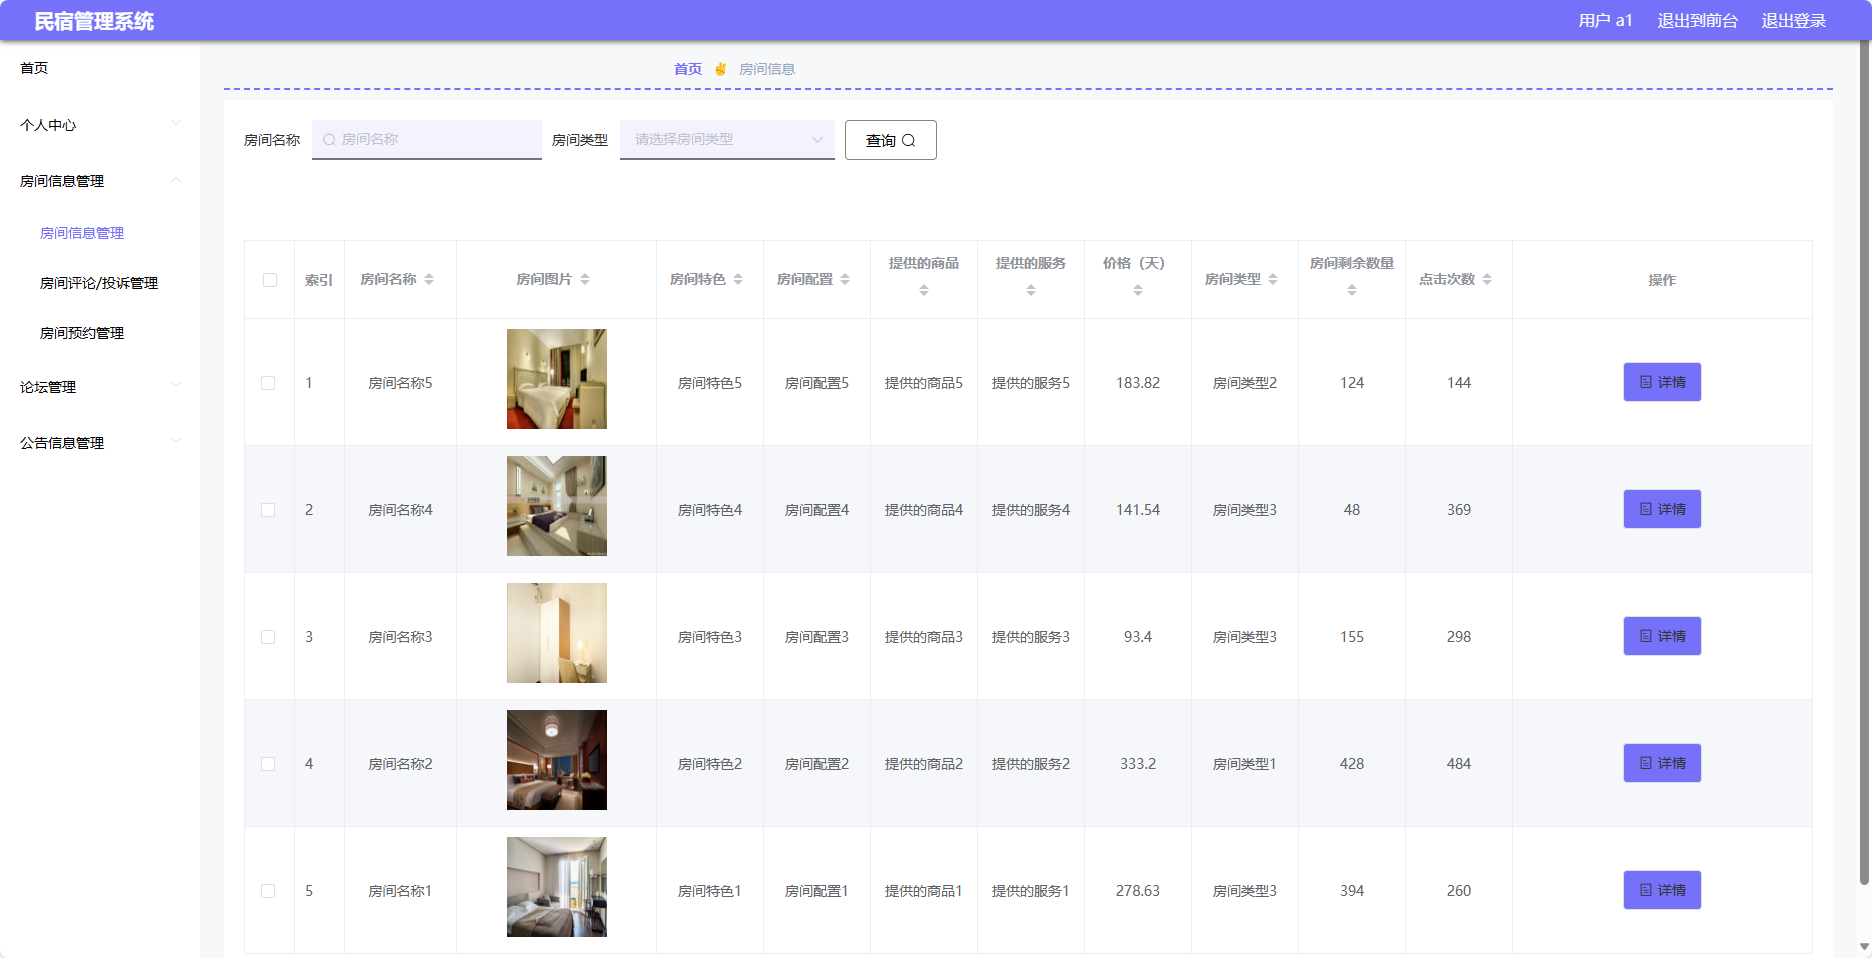 民宿管理系统
用户 a1 退出到前台 退出登录
首页
个人中心
房间信息管理
房间信息管理
房间评论/投诉管理
房间预约管理
论坛管理
公告信息管理
首页 ✌ 房间信息
房间名称 房间名称 房间类型 请选择房间类型 查询
索引 房间名称 房间图片 房间特色 房间配置 提供的商品 提供的服务 价格（天） 房间类型 房间剩余数量 点击次数 操作
1 房间名称5 房间特色5 房间配置5 提供的商品5 提供的服务5 183.82 房间类型2 124 144 详情
2 房间名称4 房间特色4 房间配置4 提供的商品4 提供的服务4 141.54 房间类型3 48 369 详情
3 房间名称3 房间特色3 房间配置3 提供的商品3 提供的服务3 93.4 房间类型3 155 298 详情
4 房间名称2 房间特色2 房间配置2 提供的商品2 提供的服务2 333.2 房间类型1 428 484 详情
5 房间名称1 房间特色1 房间配置1 提供的商品1 提供的服务1 278.63 房间类型3 394 260 详情